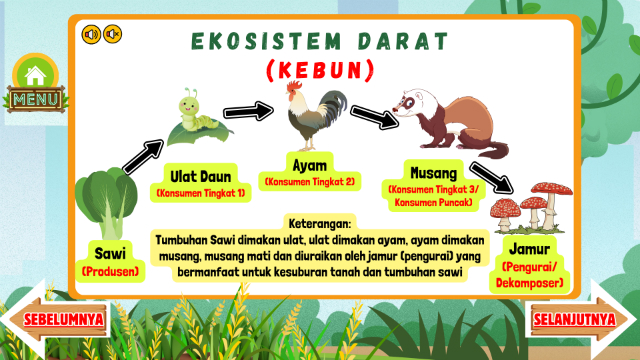 EKOSISTEM DARAT
(KEBUN)
MENU
Ulat Daun
(Konsumen Tingkat 1)
Ayam
(Konsumen Tingkat 2)
Musang
(Konsumen Tingkat 3/
Konsumen Puncak)
Sawi
(Produsen)
Jamur
(Pengurai/
Dekomposer)
Keterangan:
Tumbuhan Sawi dimakan ulat, ulat dimakan ayam, ayam dimakan
musang, musang mati dan diuraikan oleh jamur (pengurai) yang
bermanfaat untuk kesuburan tanah dan tumbuhan sawi
SEBELUMNYA
SELANJUTNYA